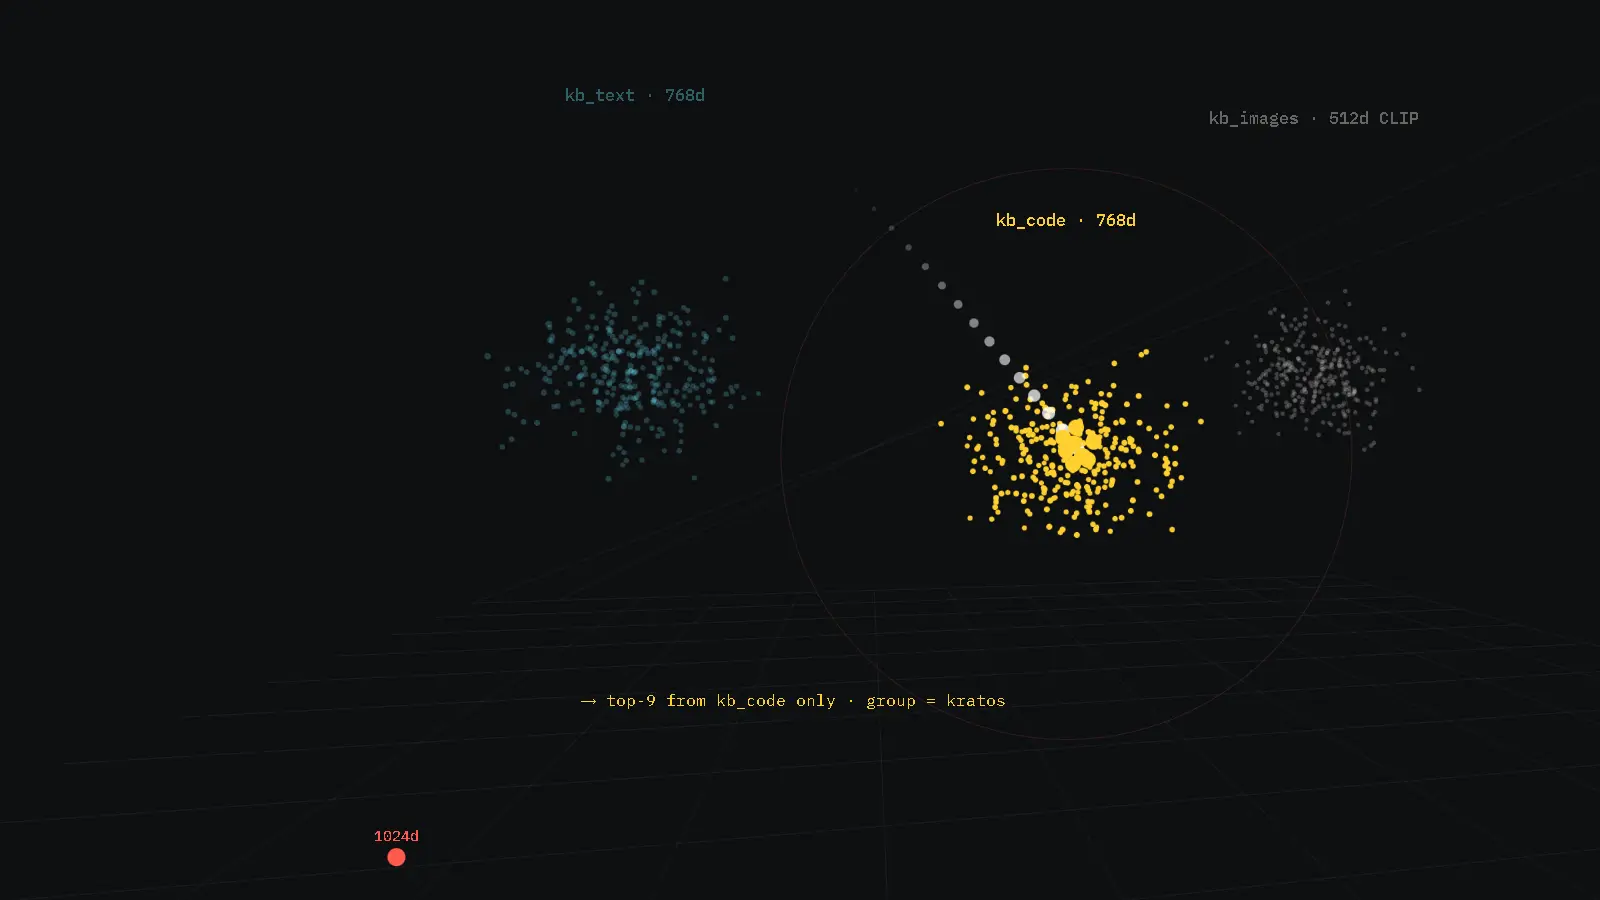 kb_text · 768d
kb_images · 512d CLIP
kb_code · 768d
→ top-9 from kb_code only · group = kratos
1024d